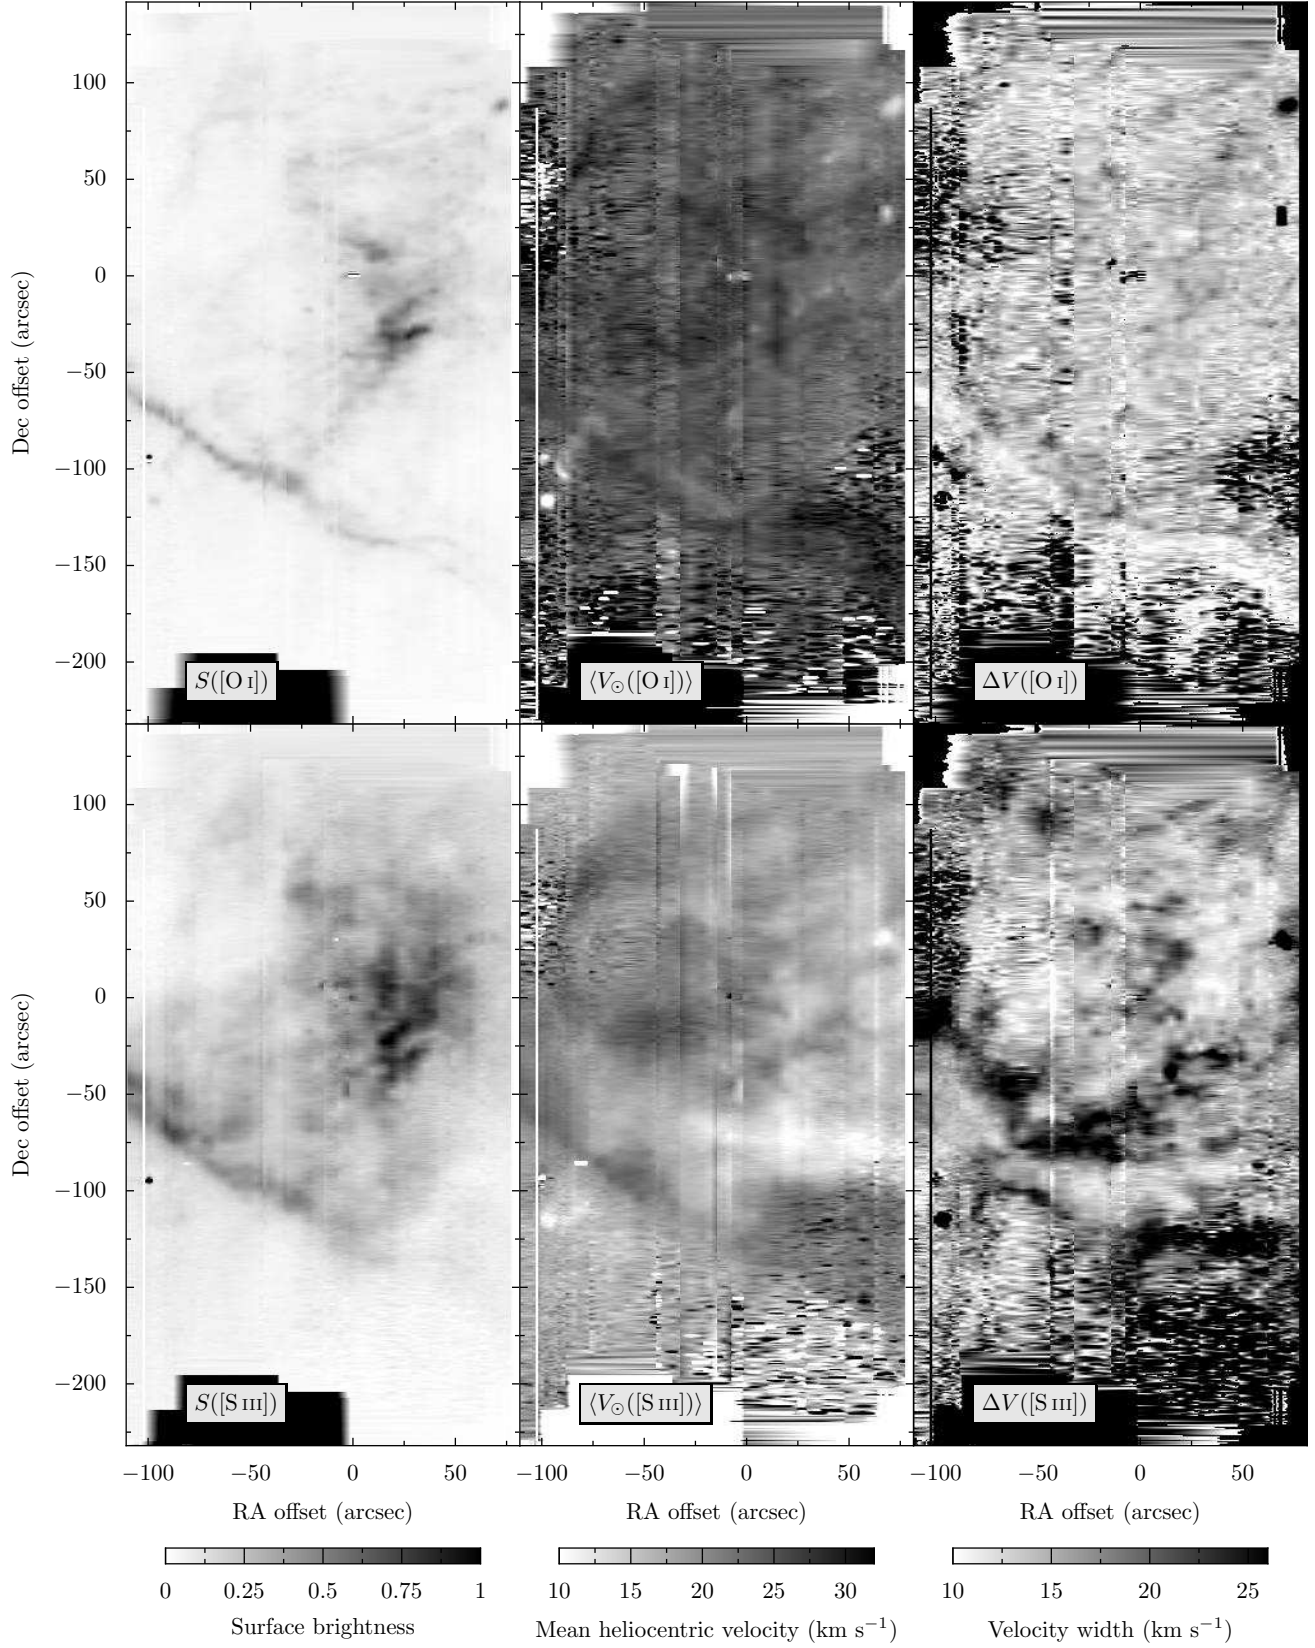 100
50
0
−50
−100
−150
−200
Dec offset (arcsec)
S([O I])
⟨V☉([O I])⟩
ΔV([O I])
100
50
0
−50
−100
−150
−200
Dec offset (arcsec)
S([S III])
⟨V☉([S III])⟩
ΔV([S III])
−100 −50 0 50 −100 −50 0 50 −100 −50 0 50
RA offset (arcsec) RA offset (arcsec) RA offset (arcsec)
0 0.25 0.5 0.75 1 10 15 20 25 30 10 15 20 25
Surface brightness Mean heliocentric velocity (km s⁻¹) Velocity width (km s⁻¹)